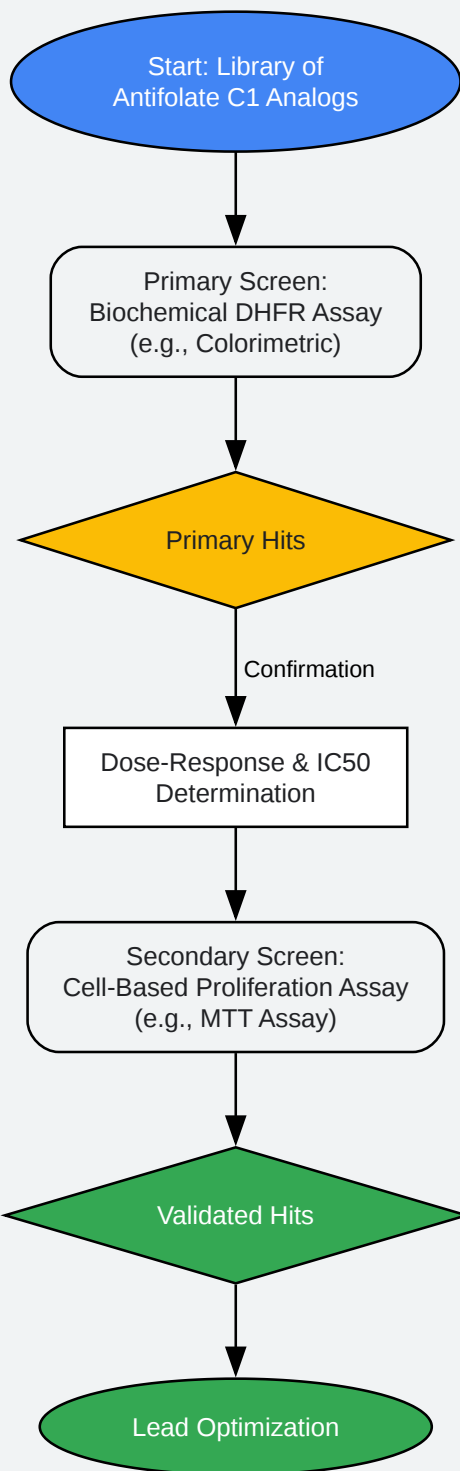 Start: Library of
Antifolate C1 Analogs
Primary Screen:
Biochemical DHFR Assay
(e.g., Colorimetric)
Primary Hits
Confirmation
Dose-Response & IC50
Determination
Secondary Screen:
Cell-Based Proliferation Assay
(e.g., MTT Assay)
Validated Hits
Lead Optimization